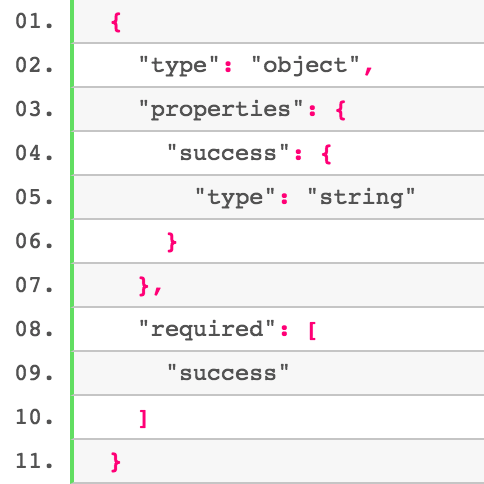 01. {
02. "type": "object",
03. "properties": {
04. "success": {
05. "type": "string"
06. }
07. },
08. "required": [
09. "success"
10. ]
11. }